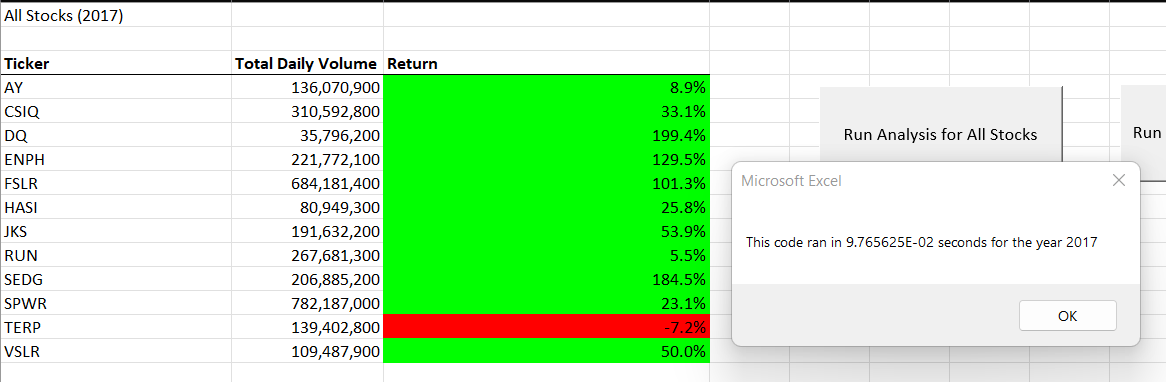 All Stocks (2017)
Ticker Total Daily Volume Return
AY 136,070,900 8.9%
CSIQ 310,592,800 33.1%
DQ 35,796,200 199.4%
ENPH 221,772,100 129.5%
FSLR 684,181,400 101.3%
HASI 80,949,300 25.8%
JKS 191,632,200 53.9%
RUN 267,681,300 5.5%
SEDG 206,885,200 184.5%
SPWR 782,187,000 23.1%
TERP 139,402,800 -7.2%
VSLR 109,487,900 50.0%
Run Analysis for All Stocks
Run
Microsoft Excel
This code ran in 9.765625E-02 seconds for the year 2017
OK